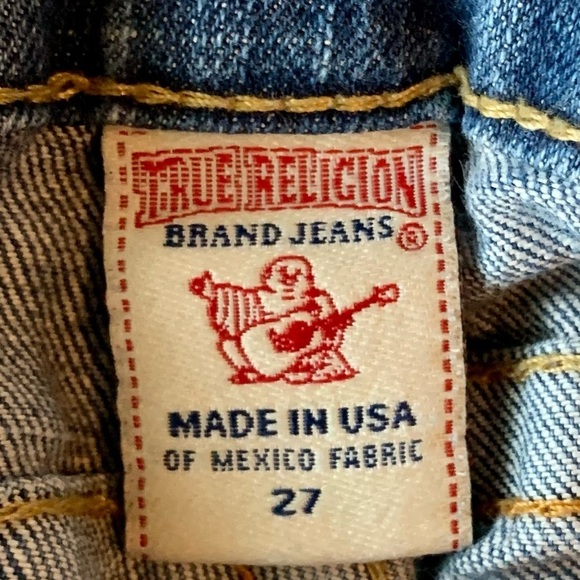 TRUE RELIGION
BRAND JEANS®
MADE IN USA
OF MEXICO FABRIC
27